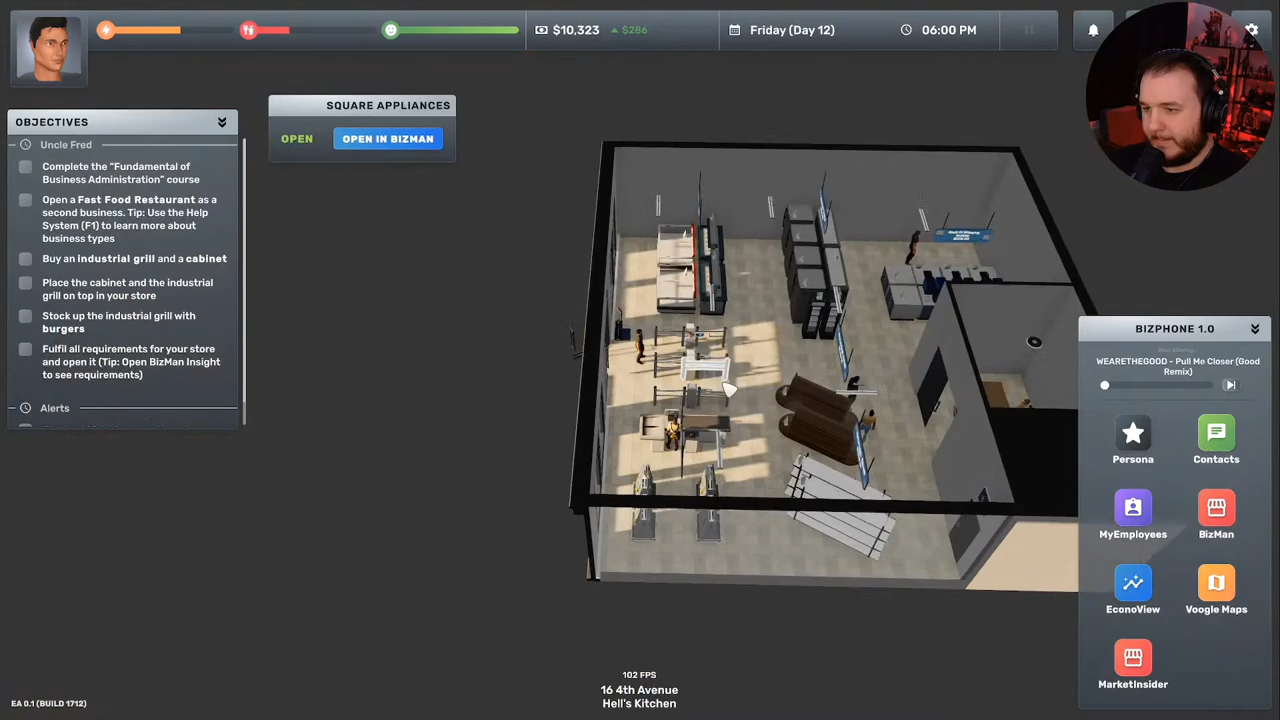 $10,323 $286
Friday (Day 12)
06:00 PM
OBJECTIVES
Uncle Fred
Complete the "Fundamental of
Business Administration" course
Open a Fast Food Restaurant as a
second business. Tip: Use the Help
System (F1) to learn more about
business types
Buy an industrial grill and a cabinet
Place the cabinet and the industrial
grill on top in your store
Stock up the industrial grill with
burgers
Fulfil all requirements for your store
and open it (Tip: Open BizMan Insight
to see requirements)
Alerts
SQUARE APPLIANCES
OPEN
OPEN IN BIZMAN
BIZPHONE 1.0
WEARETHEGOOD - Pull Me Closer (Good
Remix)
Persona
Contacts
MyEmployees
BizMan
EconoView
Voogle Maps
MarketInsider
102 FPS
16 4th Avenue
Hell's Kitchen
EA 0.1 (BUILD 1712)